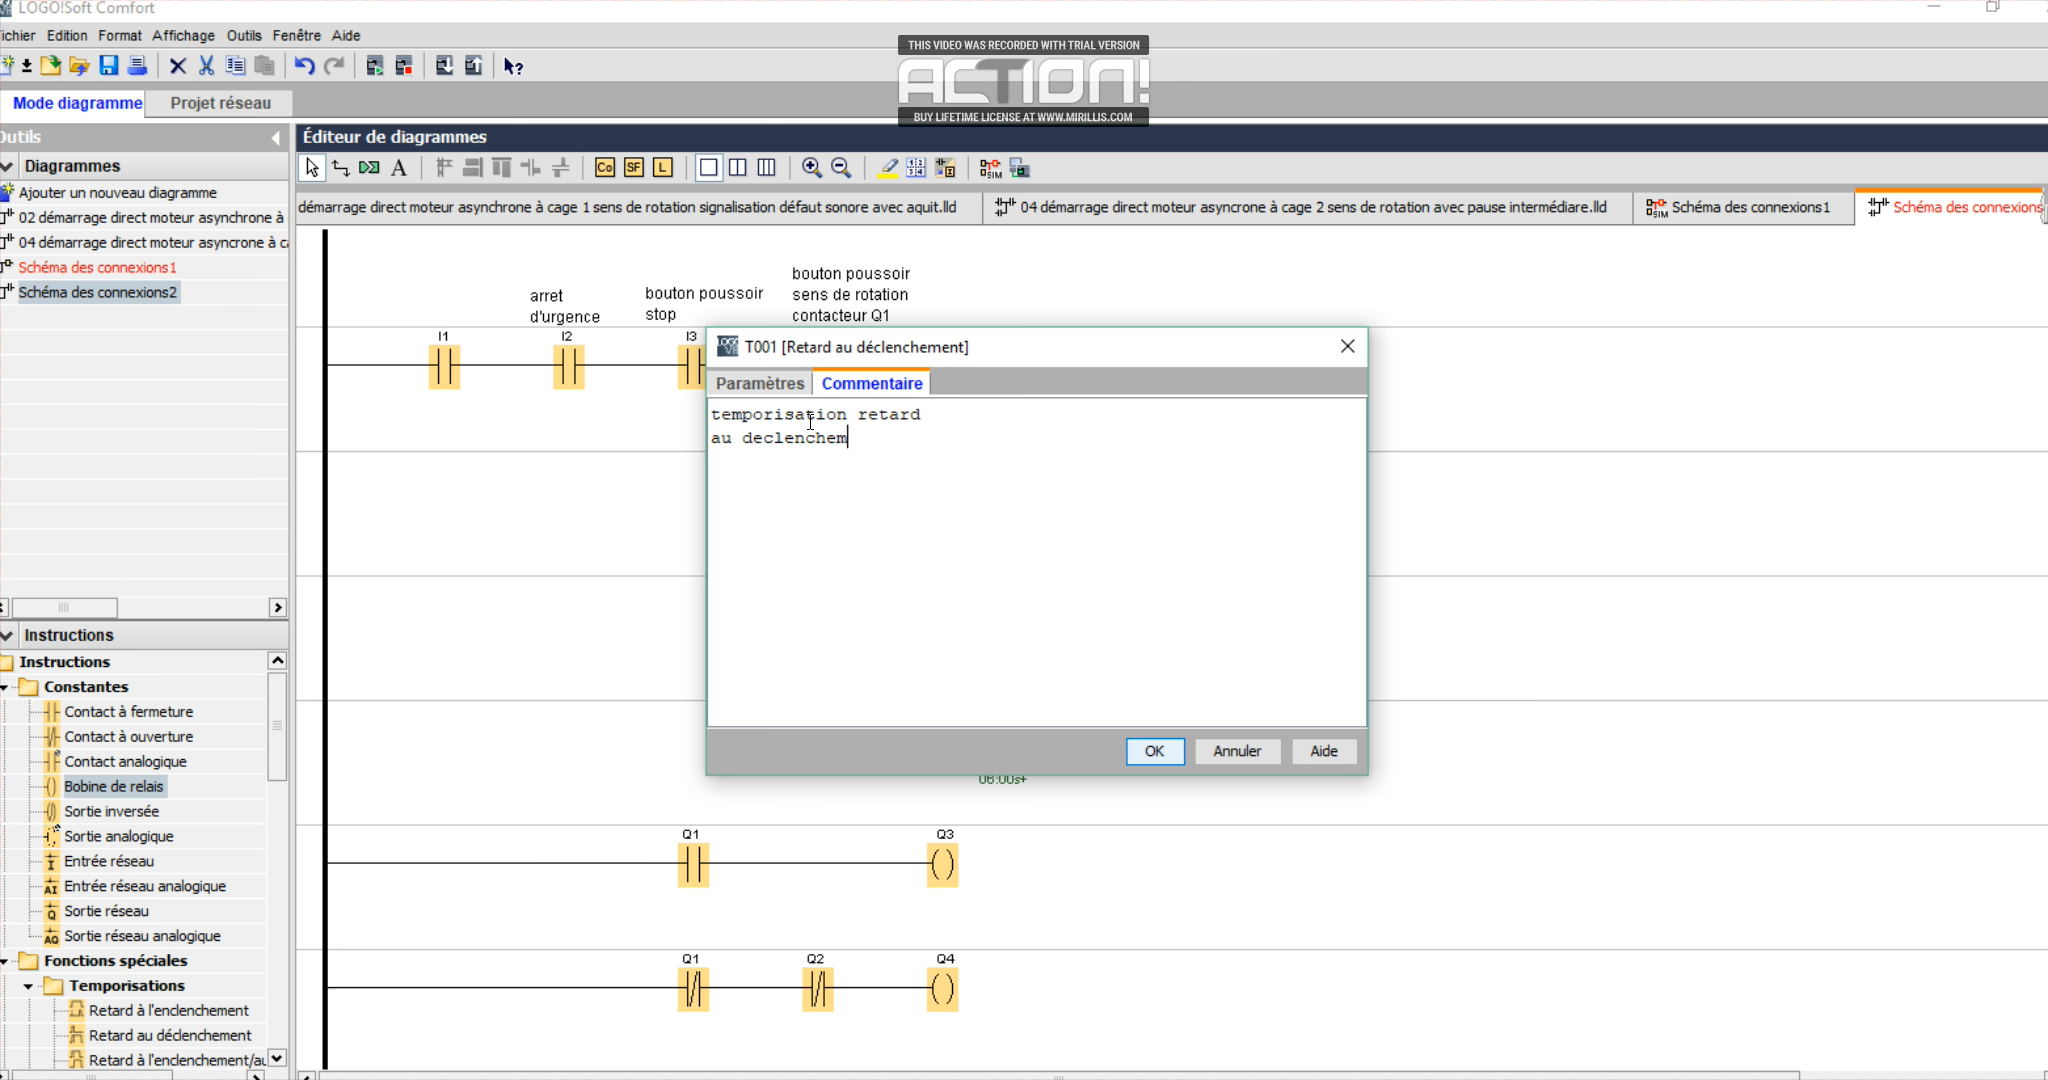 LOGO!Soft Comfort
ichier Edition Format Affichage Outils Fenêtre Aide
THIS VIDEO WAS RECORDED WITH TRIAL VERSION
ACTION!
BUY LIFETIME LICENSE AT WWW.MIRILLIS.COM
Mode diagramme Projet réseau
Outils
Éditeur de diagrammes
Diagrammes
Co SF L
Ajouter un nouveau diagramme
02 démarrage direct moteur asynchrone à
04 démarrage direct moteur asyncrone à ca
Schéma des connexions1
Schéma des connexions2
démarrage direct moteur asynchrone à cage 1 sens de rotation signalisation défaut sonore avec aquit.lld
04 démarrage direct moteur asyncrone à cage 2 sens de rotation avec pause intermédiare.lld
Schéma des connexions1
Schéma des connexions
arret
d'urgence
bouton poussoir
stop
bouton poussoir
sens de rotation
contacteur Q1
I1 I2 I3
T001 [Retard au déclenchement]
Paramètres Commentaire
temporisation retard
au declenchem
OK Annuler Aide
06:00s+
Q1 Q3
Q1 Q2 Q4
Instructions
Instructions
Constantes
Contact à fermeture
Contact à ouverture
Contact analogique
Bobine de relais
Sortie inversée
Sortie analogique
Entrée réseau
Entrée réseau analogique
Sortie réseau
Sortie réseau analogique
Fonctions spéciales
Temporisations
Retard à l'enclenchement
Retard au déclenchement
Retard à l'enclenchement/au